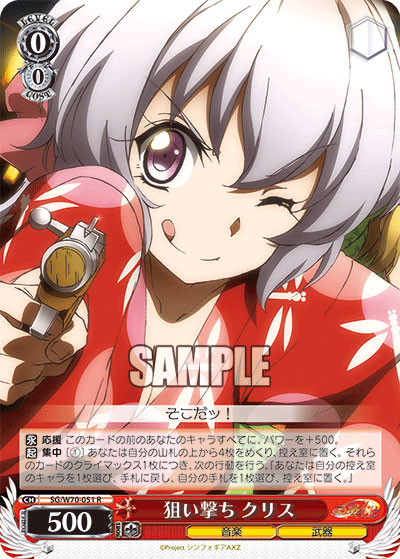 LEVEL
0
0
COST
SAMPLE
そこだッ!
永 応援 このカードの前のあなたのキャラすべてに、パワーを+500。
起 集中 [①] あなたは自分の山札の上から4枚をめくり、控え室に置く。それら
のカードのクライマックス1枚につき、次の行動を行う。『あなたは自分の控え室
のキャラを1枚選び、手札に戻し、自分の手札を1枚選び、控え室に置く。』
CH SG/W70-051 R
500
狙い撃ち クリス
音楽 武器
©Project シンフォギアAXZ